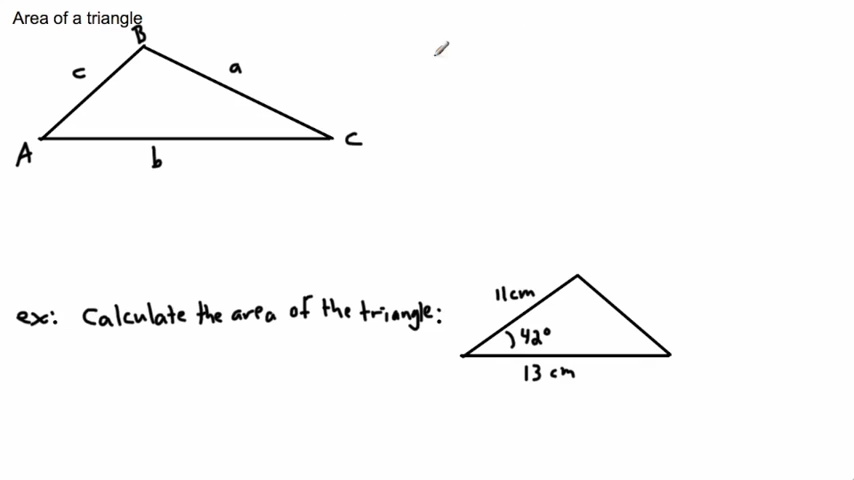 Area of a triangle
B
c
a
A
b
C
11cm
ex: Calculate the area of the triangle:
42°
13 cm